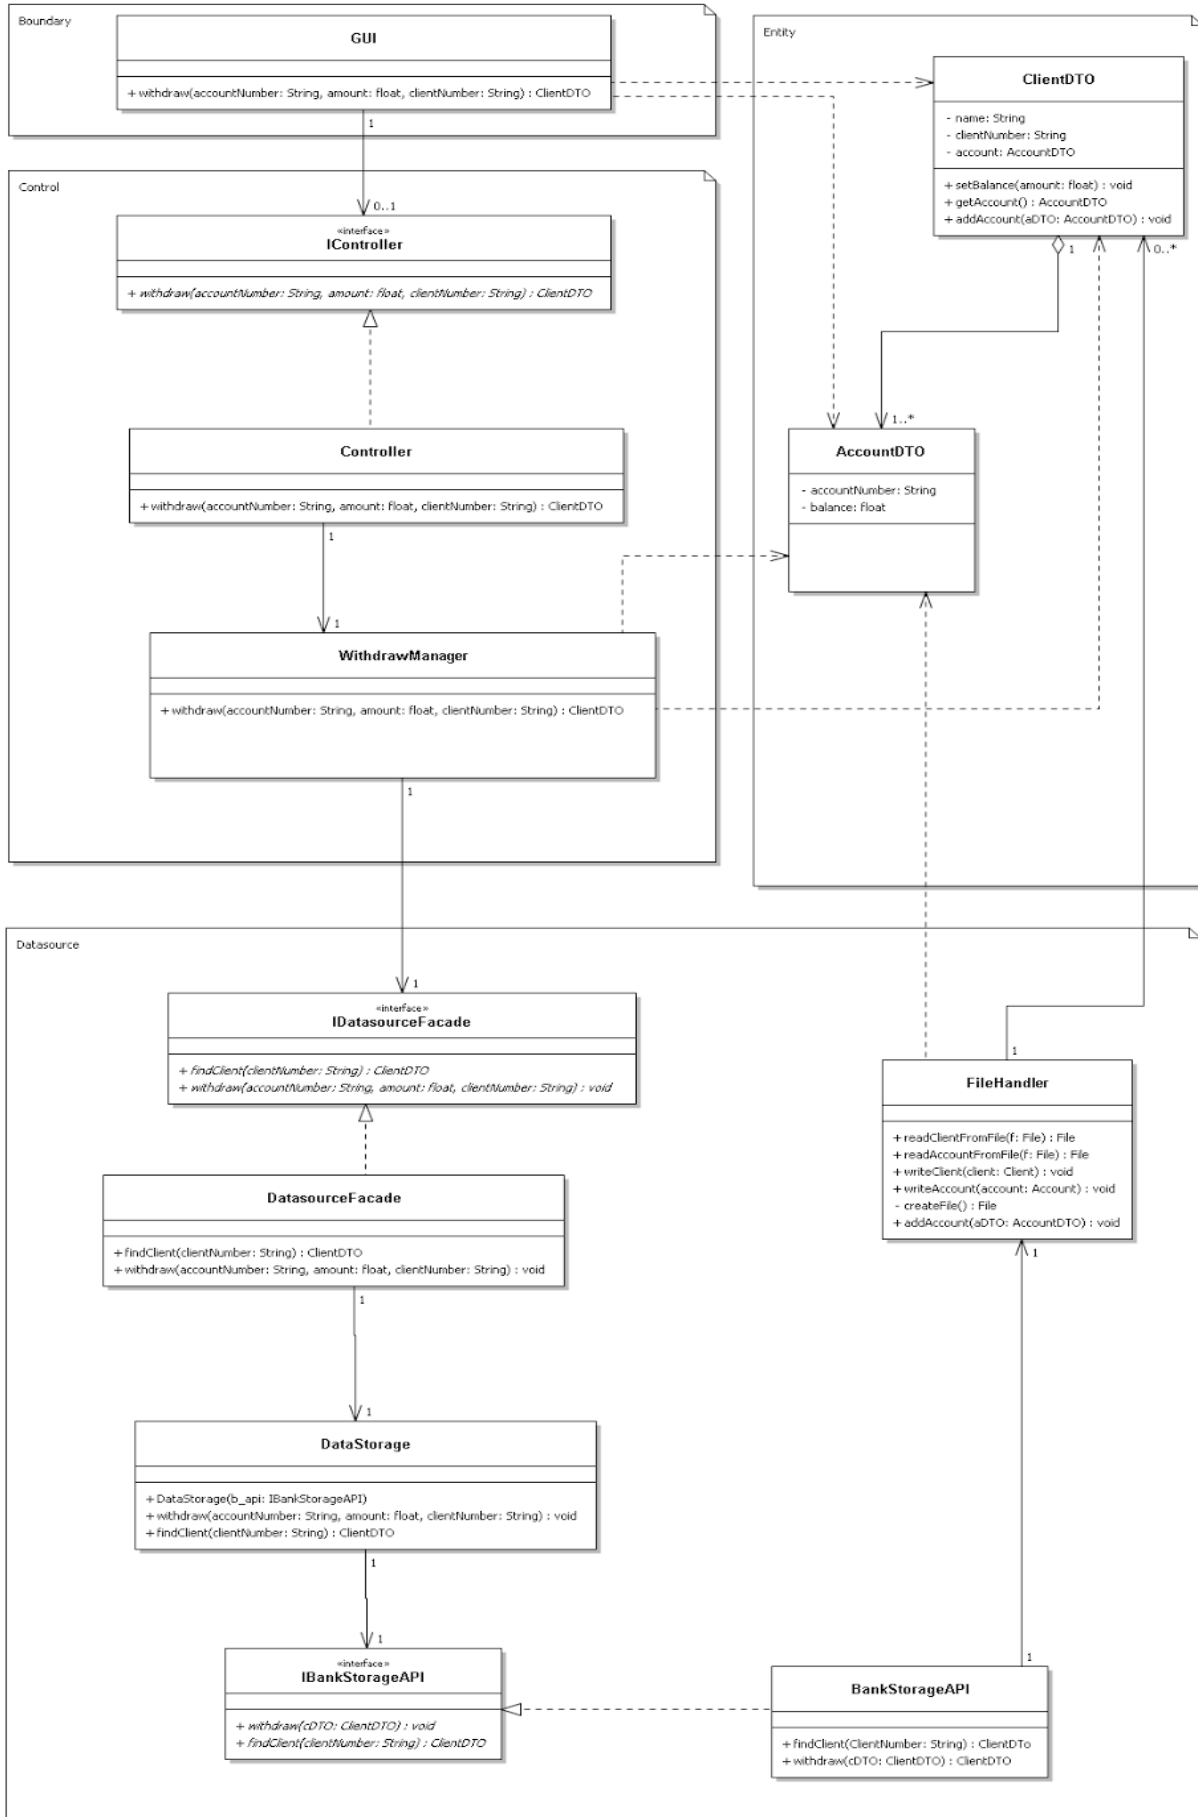 Boundary
GUI
+ withdraw(accountNumber: String, amount: float, clientNumber: String) : ClientDTO
1
0..1
Control
«interface»
IController
+ withdraw(accountNumber: String, amount: float, clientNumber: String) : ClientDTO
Controller
+ withdraw(accountNumber: String, amount: float, clientNumber: String) : ClientDTO
1
1
WithdrawManager
+ withdraw(accountNumber: String, amount: float, clientNumber: String) : ClientDTO
1
Entity
ClientDTO
- name: String
- clientNumber: String
- account: AccountDTO
+ setBalance(amount: float) : void
+ getAccount() : AccountDTO
+ addAccount(aDTO: AccountDTO) : void
1
0..*
1..*
AccountDTO
- accountNumber: String
- balance: float
Datasource
1
«interface»
IDatasourceFacade
+ findClient(clientNumber: String) : ClientDTO
+ withdraw(accountNumber: String, amount: float, clientNumber: String) : void
DatasourceFacade
+ findClient(clientNumber: String) : ClientDTO
+ withdraw(accountNumber: String, amount: float, clientNumber: String) : void
1
1
DataStorage
+ DataStorage(b_api: IBankStorageAPI)
+ withdraw(accountNumber: String, amount: float, clientNumber: String) : void
+ findClient(clientNumber: String) : ClientDTO
1
1
«interface»
IBankStorageAPI
+ withdraw(cDTO: ClientDTO) : void
+ findClient(clientNumber: String) : ClientDTO
1
FileHandler
+ readClientFromFile(f: File) : File
+ readAccountFromFile(f: File) : File
+ writeClient(client: Client) : void
+ writeAccount(account: Account) : void
- createFile() : File
+ addAccount(aDTO: AccountDTO) : void
1
1
BankStorageAPI
+ findClient(ClientNumber: String) : ClientDTo
+ withdraw(cDTO: ClientDTO) : ClientDTO